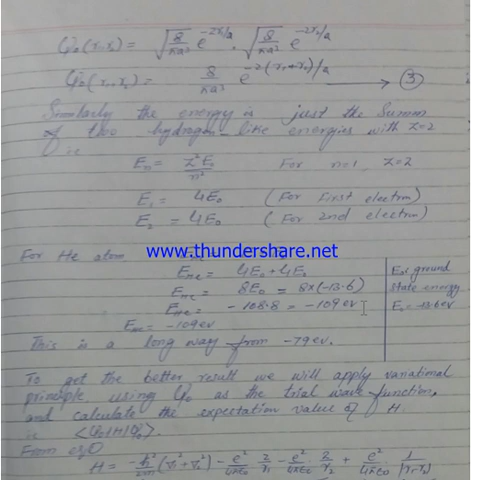 ψ₀(r₁,r₂) = √(8/πa³) e^(-2r₁/a) . √(8/πa³) e^(-2r₂/a)
ψ₀(r₁,r₂) = 8/πa³ e^(-2(r₁+r₂)/a) → ③
Similarly the energy is just the Summ
of two hydrogen-like energies with Z=2
ie
Eₙ = Z²E₀/n² For n=1, Z=2
E₁ = 4E₀ (For First electron)
E₂ = 4E₀ (For 2nd electron)
For He atom
www.thundershare.net
E_He = 4E₀+4E₀
E_He = 8E₀ = 8×(-13.6)
E_He = -108.8 = -109 eV
E_He = -109 eV
E₀: ground
state energy
E₀ = -13.6 eV
This is a long way from -79 ev.
To get the better result we will apply variational
principle using ψ₀ as the trial wave function,
and calculate the expectation value of H.
ie <ψ₀|H|ψ₀>.
From eq①
H = -ħ²/2m (∇₁²+∇₂²) - e²/4πε₀ 2/r₁ - e²/4πε₀ 2/r₂ + e²/4πε₀ 1/|r₁-r₂|